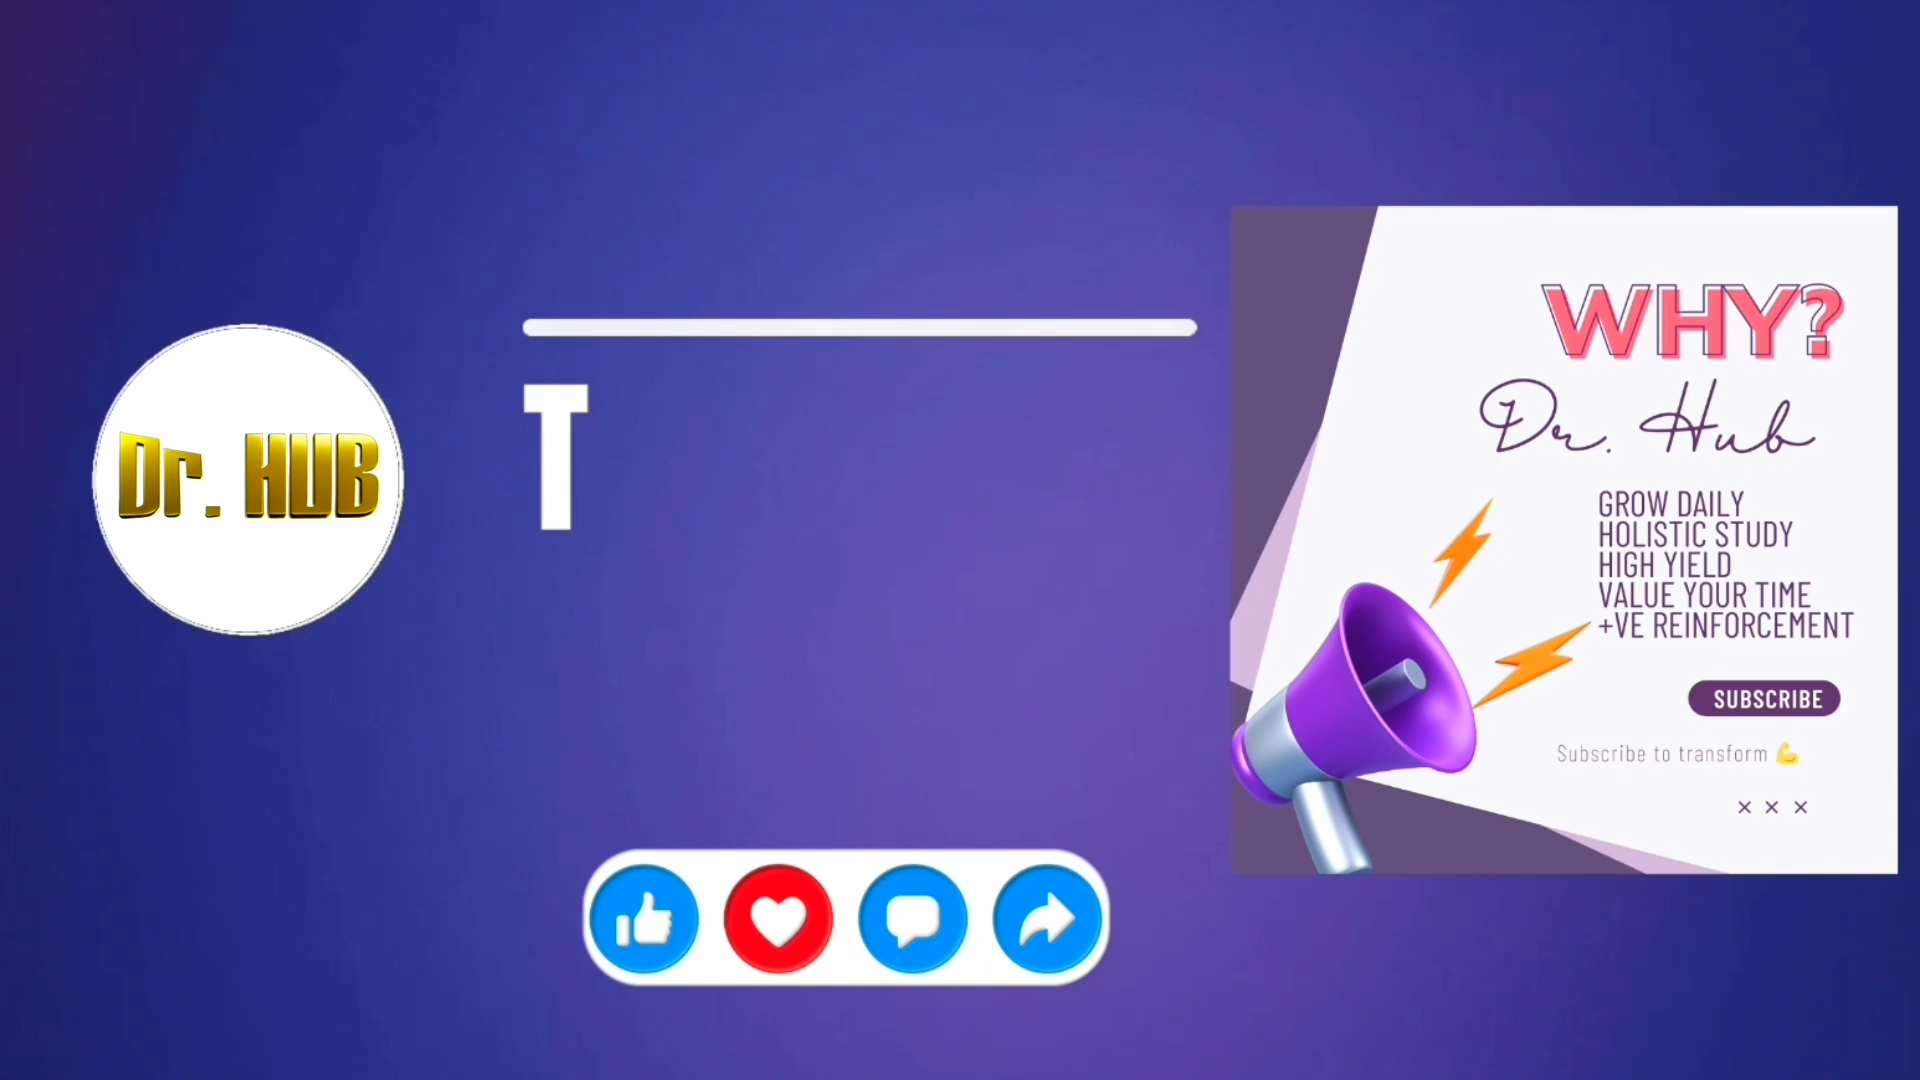 Dr. HUB
T
WHY?
Dr. Hub
GROW DAILY
HOLISTIC STUDY
HIGH YIELD
VALUE YOUR TIME
+VE REINFORCEMENT
SUBSCRIBE
Subscribe to transform 💪
× × ×